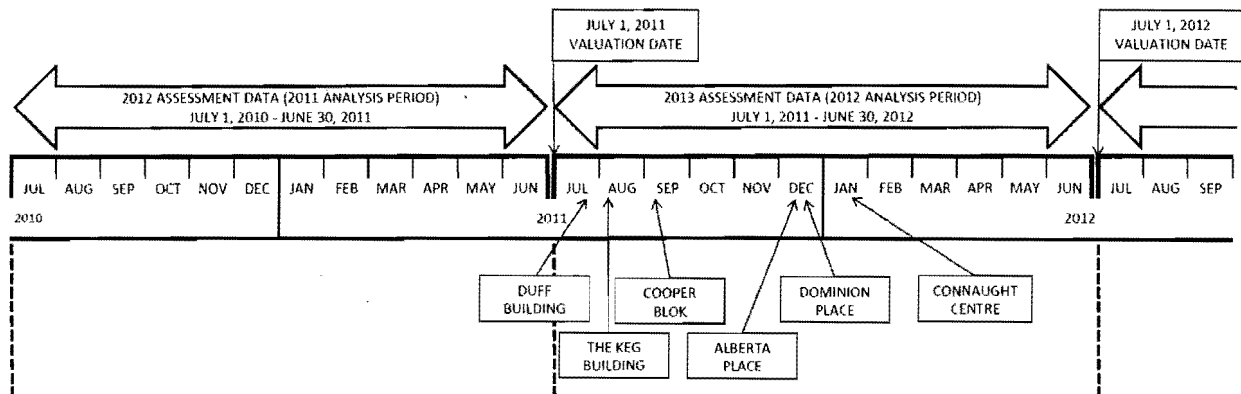 JULY 1, 2011
VALUATION DATE
JULY 1, 2012
VALUATION DATE
2012 ASSESSMENT DATA (2011 ANALYSIS PERIOD)
JULY 1, 2010 - JUNE 30, 2011
2013 ASSESSMENT DATA (2012 ANALYSIS PERIOD)
JULY 1, 2011 - JUNE 30, 2012
JUL AUG SEP OCT NOV DEC JAN FEB MAR APR MAY JUN JUL AUG SEP OCT NOV DEC JAN FEB MAR APR MAY JUN JUL AUG SEP
2010 2011 2012
DUFF
BUILDING
COOPER
BLOK
DOMINION
PLACE
CONNAUGHT
CENTRE
THE KEG
BUILDING
ALBERTA
PLACE